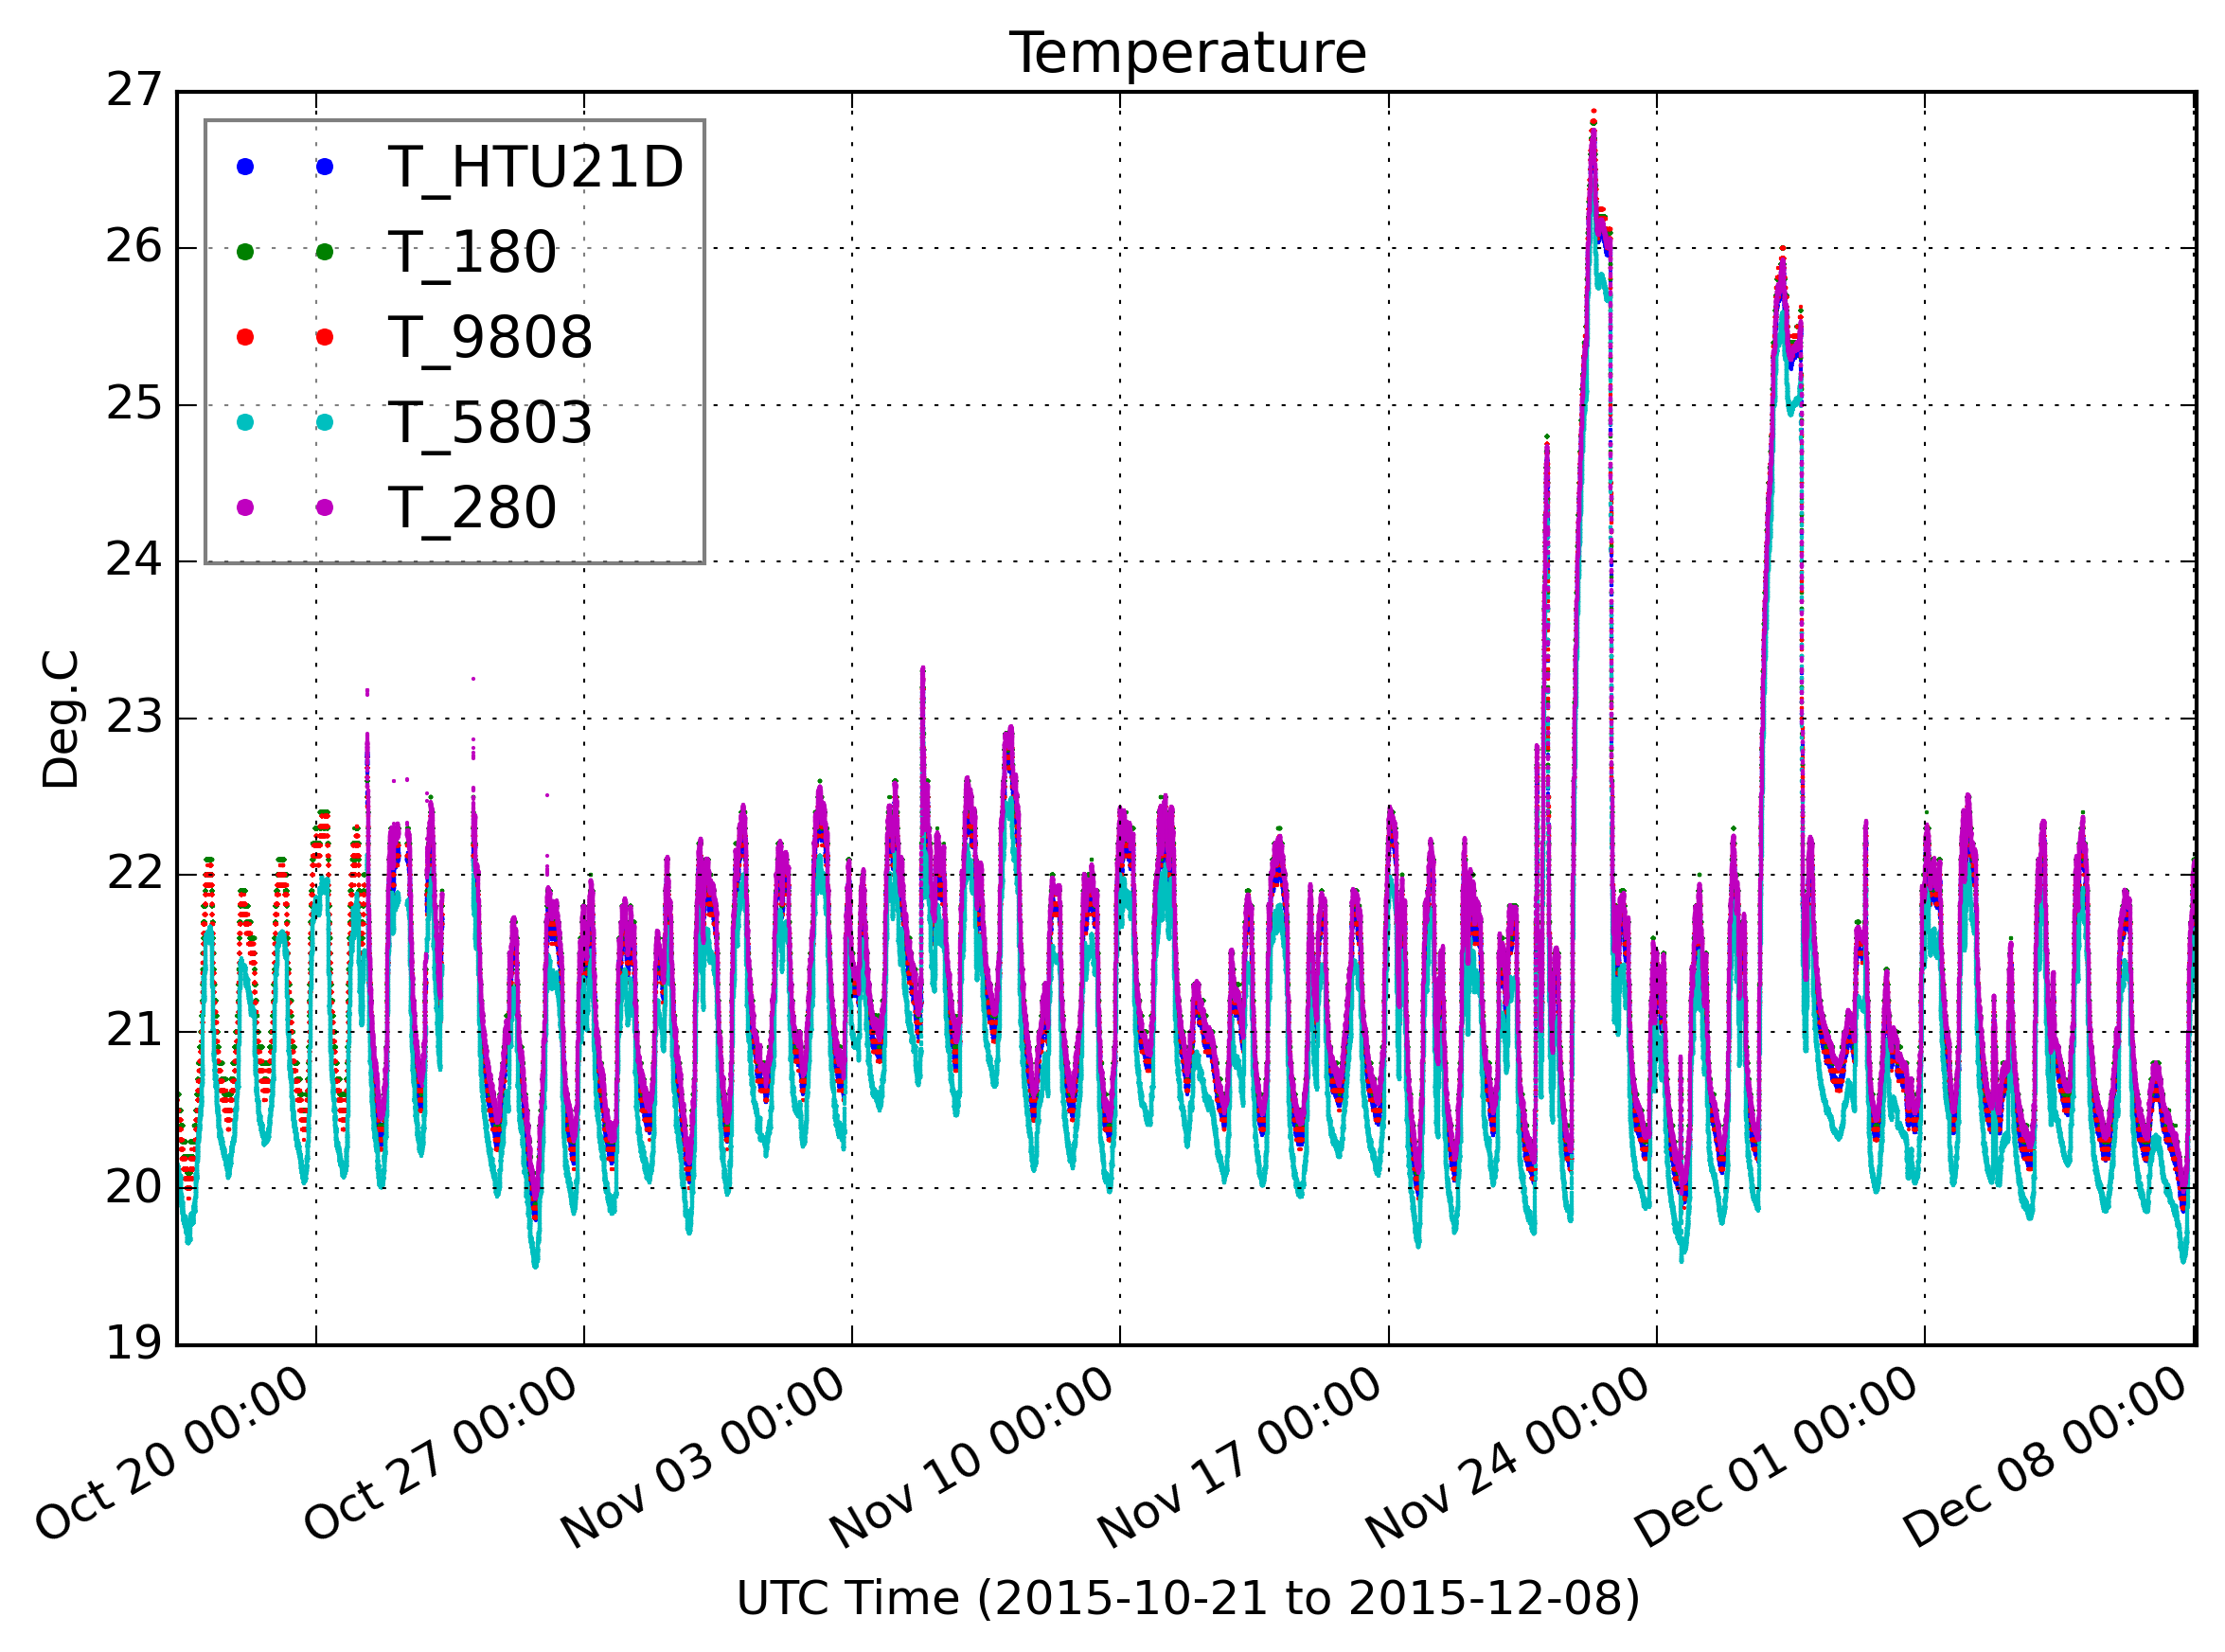 Temperature
27
26
25
24
23
22
21
20
19
Deg.C
T_HTU21D
T_180
T_9808
T_5803
T_280
Oct 20 00:00
Oct 27 00:00
Nov 03 00:00
Nov 10 00:00
Nov 17 00:00
Nov 24 00:00
Dec 01 00:00
Dec 08 00:00
UTC Time (2015-10-21 to 2015-12-08)